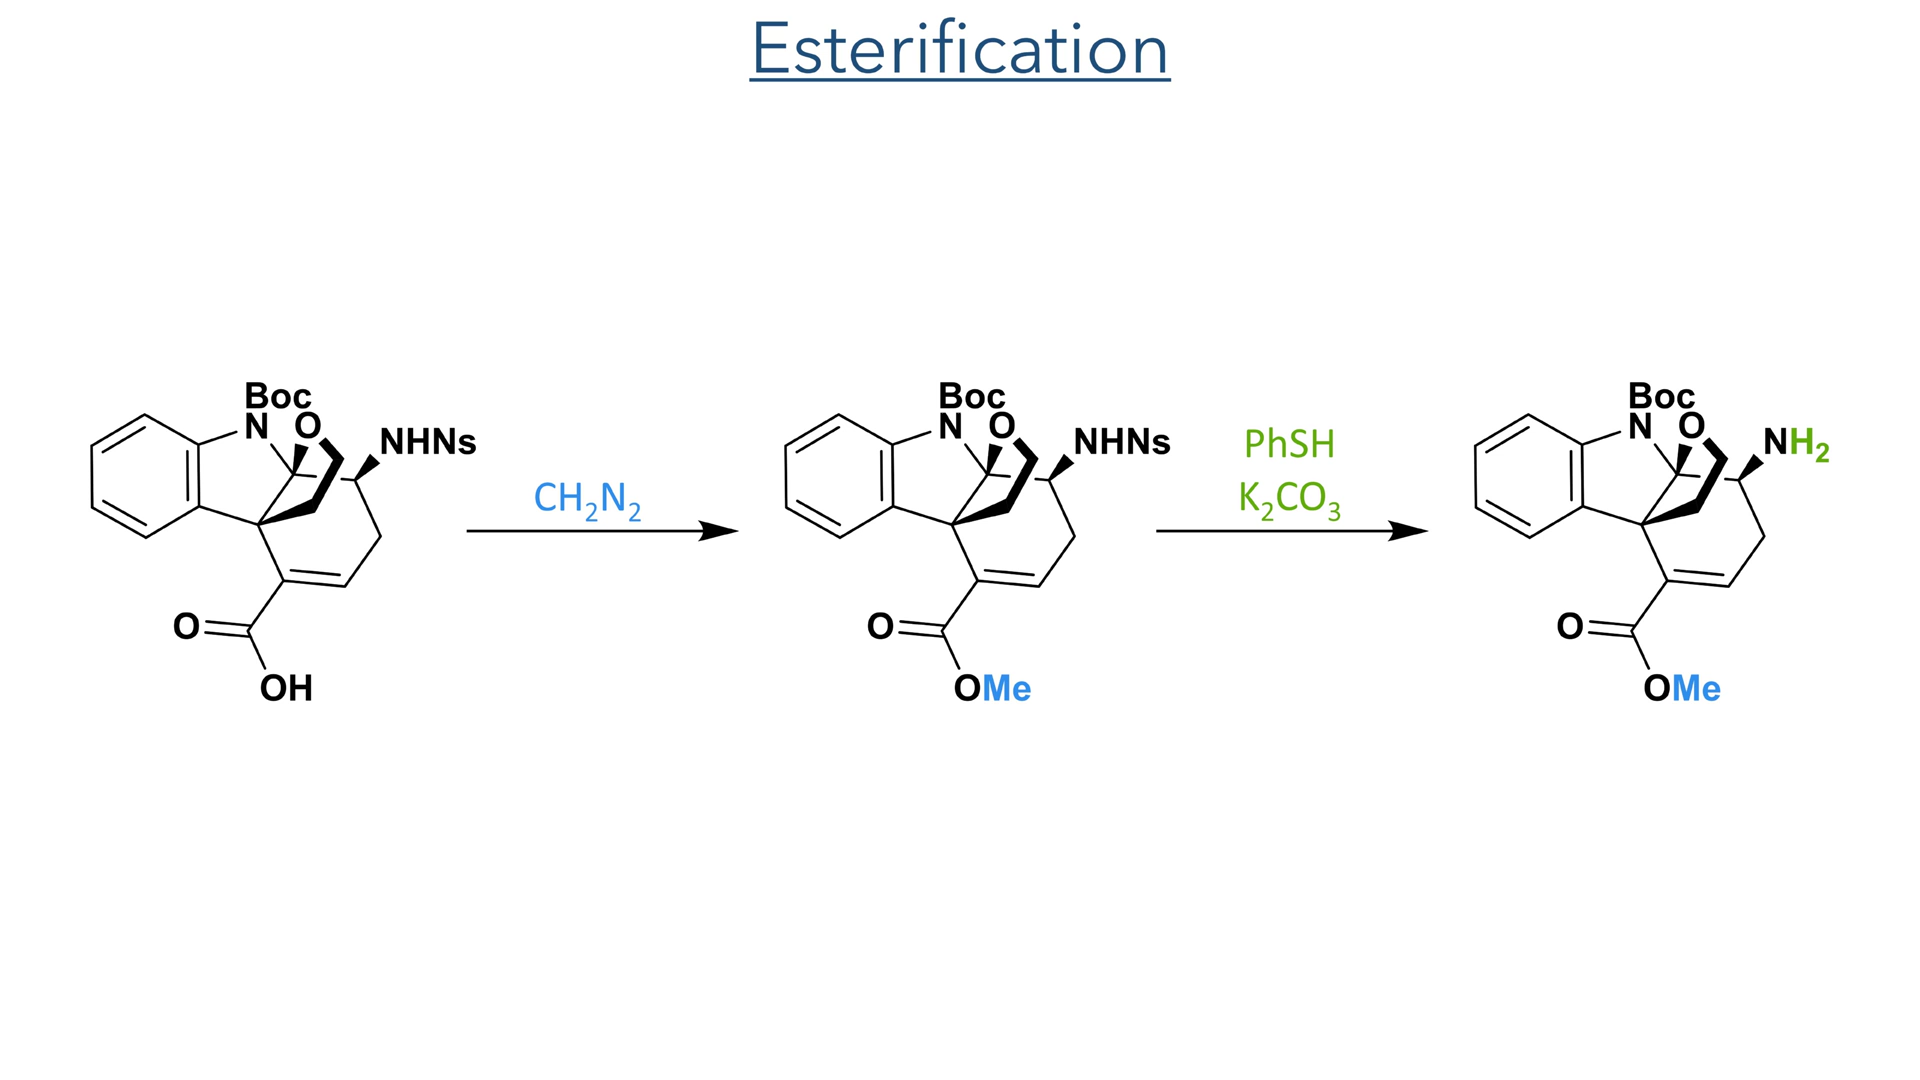 Esterification
Boc
N
O
NHNs
O
OH
CH₂N₂
Boc
N
O
NHNs
O
OMe
PhSH
K₂CO₃
Boc
N
O
NH₂
O
OMe